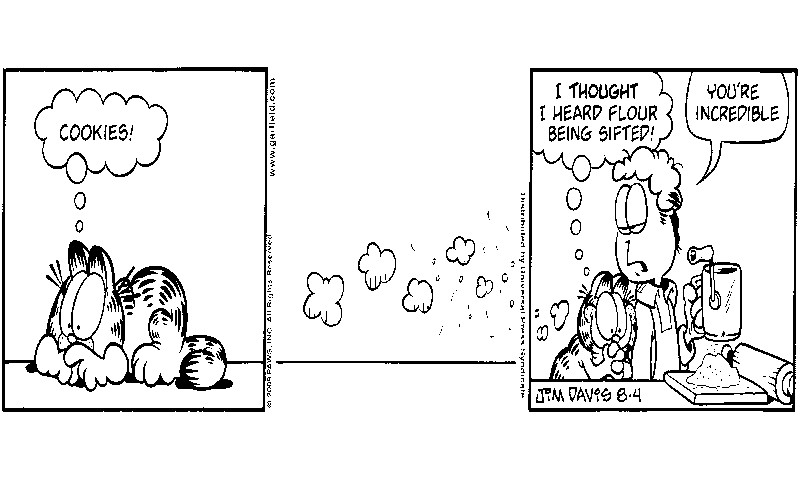 COOKIES!
www.garfield.com
© 2009 PAWS, INC. All Rights Reserved.
Distributed by Universal Press Syndicate
I THOUGHT
I HEARD FLOUR
BEING SIFTED!
YOU'RE
INCREDIBLE
JIM DAVIS 8-4